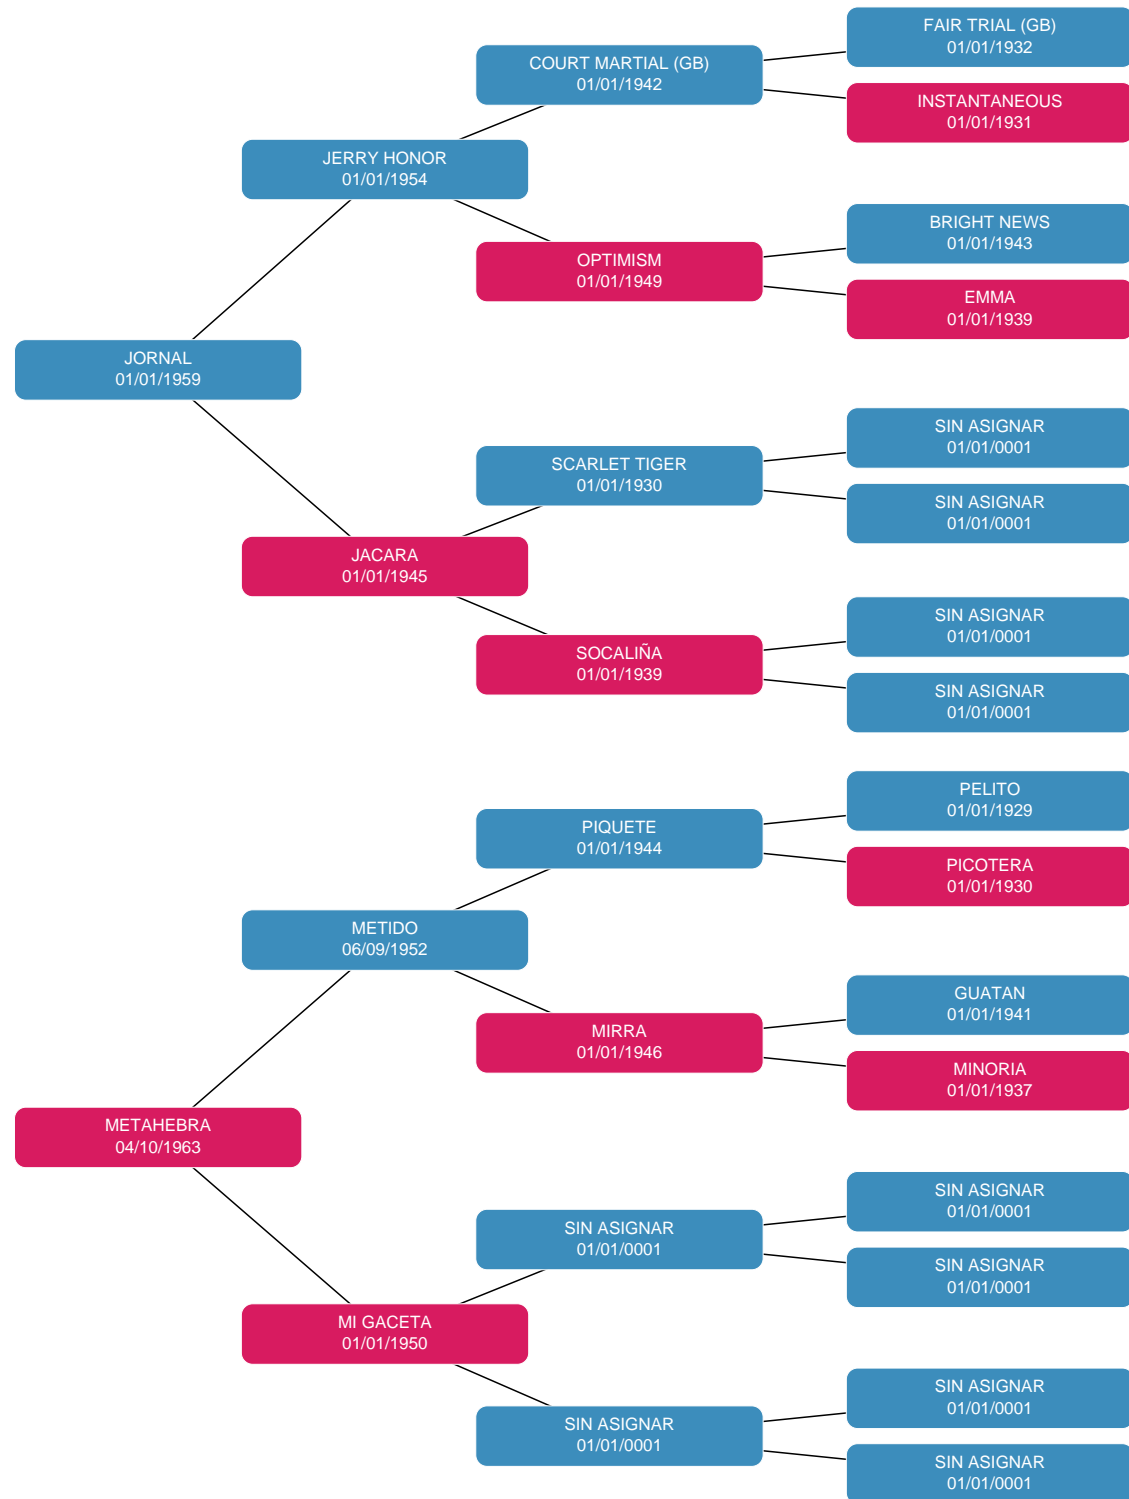 FAIR TRIAL (GB)
01/01/1932
COURT MARTIAL (GB)
01/01/1942
INSTANTANEOUS
01/01/1931
JERRY HONOR
01/01/1954
BRIGHT NEWS
01/01/1943
OPTIMISM
01/01/1949
EMMA
01/01/1939
JORNAL
01/01/1959
SIN ASIGNAR
01/01/0001
SCARLET TIGER
01/01/1930
SIN ASIGNAR
01/01/0001
JACARA
01/01/1945
SIN ASIGNAR
01/01/0001
SOCALIÑA
01/01/1939
SIN ASIGNAR
01/01/0001
PELITO
01/01/1929
PIQUETE
01/01/1944
PICOTERA
01/01/1930
METIDO
06/09/1952
GUATAN
01/01/1941
MIRRA
01/01/1946
MINORIA
01/01/1937
METAHEBRA
04/10/1963
SIN ASIGNAR
01/01/0001
SIN ASIGNAR
01/01/0001
SIN ASIGNAR
01/01/0001
MI GACETA
01/01/1950
SIN ASIGNAR
01/01/0001
SIN ASIGNAR
01/01/0001
SIN ASIGNAR
01/01/0001